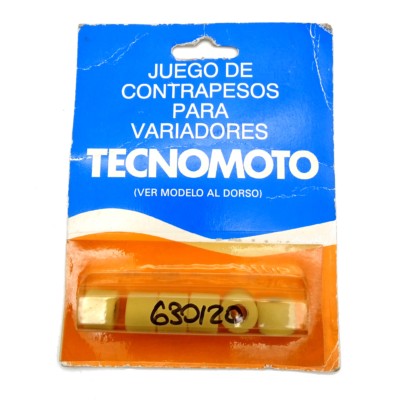 JUEGO DE
CONTRAPESOS
PARA
VARIADORES
TECNOMOTO
(VER MODELO AL DORSO)
630120